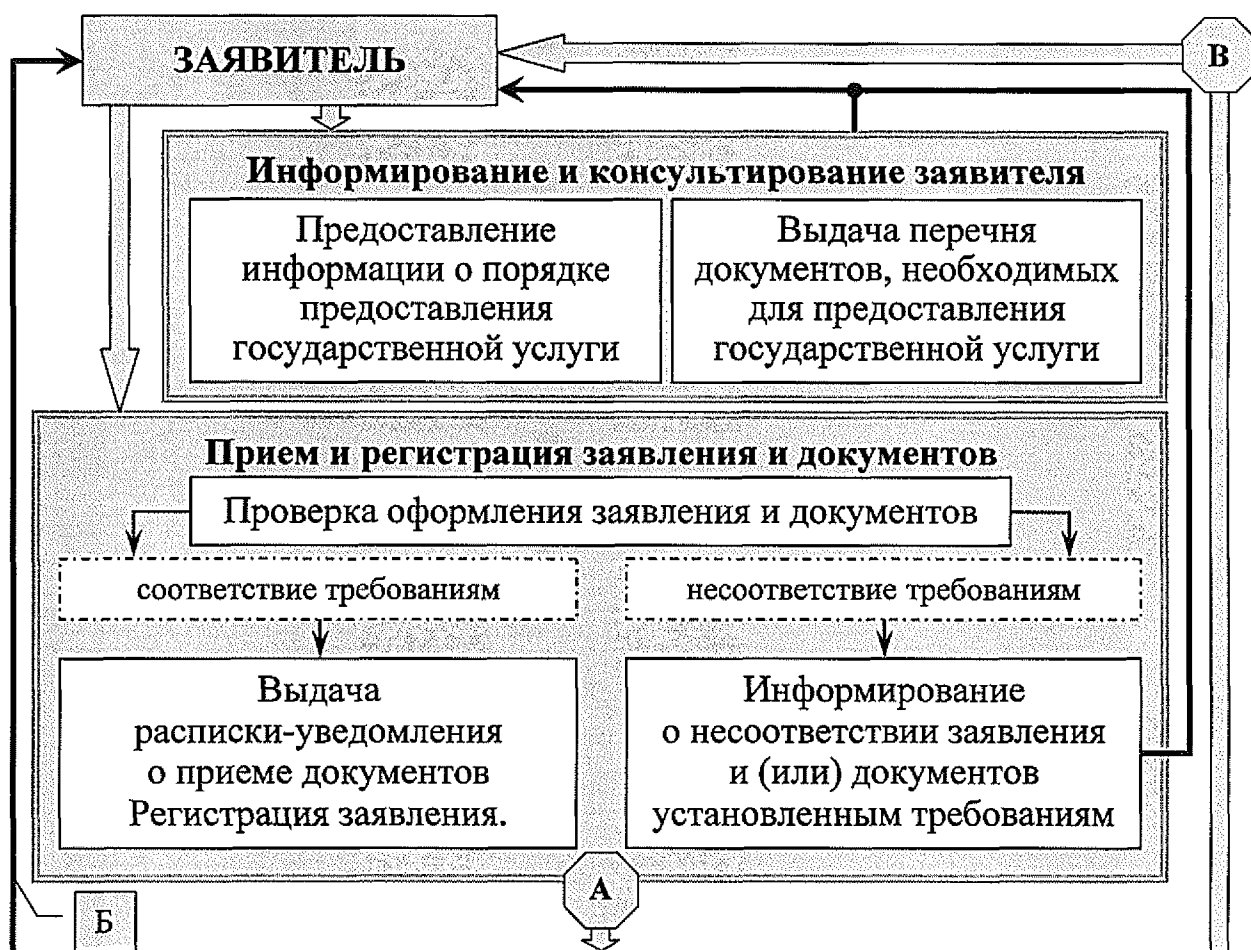 ЗАЯВИТЕЛЬ
В
Информирование и консультирование заявителя
Предоставление
информации о порядке
предоставления
государственной услуги
Выдача перечня
документов, необходимых
для предоставления
государственной услуги
Прием и регистрация заявления и документов
Проверка оформления заявления и документов
соответствие требованиям
несоответствие требованиям
Выдача
расписки-уведомления
о приеме документов
Регистрация заявления.
Информирование
о несоответствии заявления
и (или) документов
установленным требованиям
А
Б